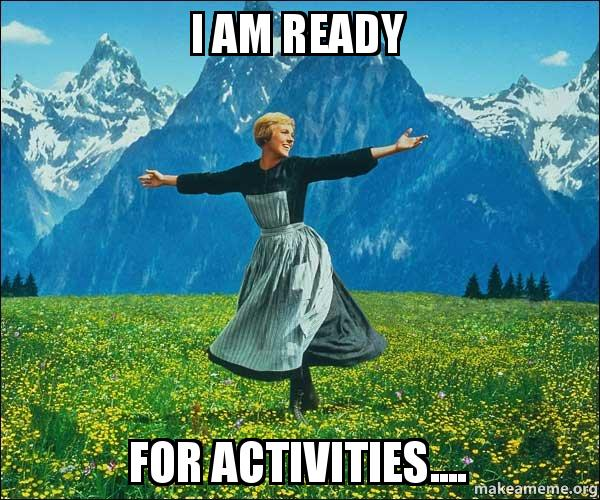 I AM READY
FOR ACTIVITIES....
makeameme.org